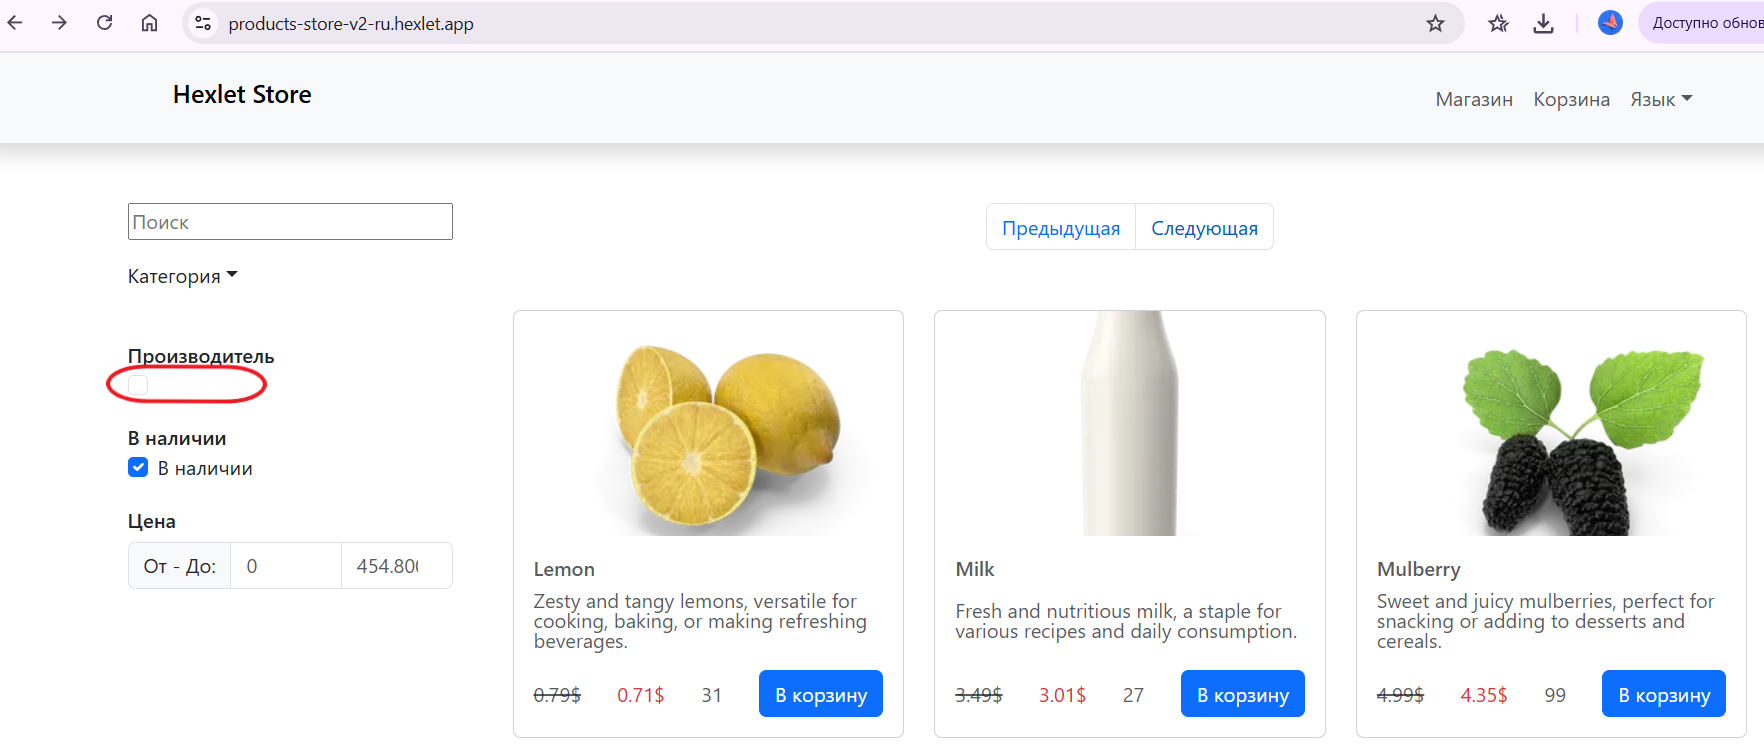 products-store-v2-ru.hexlet.app
Доступно обнов
Hexlet Store
Магазин Корзина Язык
Поиск
Предыдущая Следующая
Категория
Производитель
В наличии
В наличии
Цена
От - До: 0 454.80
Lemon
Zesty and tangy lemons, versatile for
cooking, baking, or making refreshing
beverages.
0.79$ 0.71$ 31 В корзину
Milk
Fresh and nutritious milk, a staple for
various recipes and daily consumption.
3.49$ 3.01$ 27 В корзину
Mulberry
Sweet and juicy mulberries, perfect for
snacking or adding to desserts and
cereals.
4.99$ 4.35$ 99 В корзину